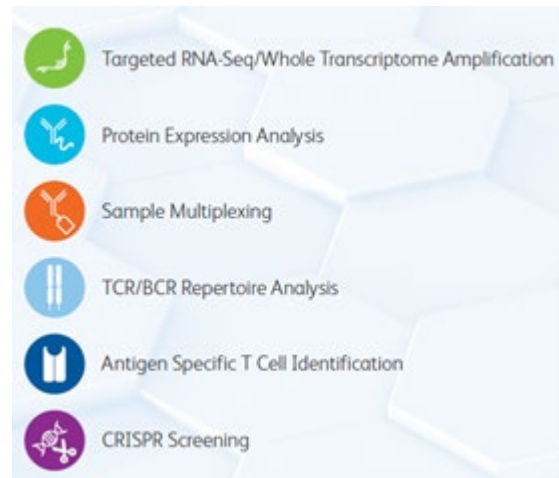 Targeted RNA-Seq/Whole Transcriptome Amplification
Protein Expression Analysis
Sample Multiplexing
TCR/BCR Repertoire Analysis
Antigen Specific T Cell Identification
CRISPR Screening